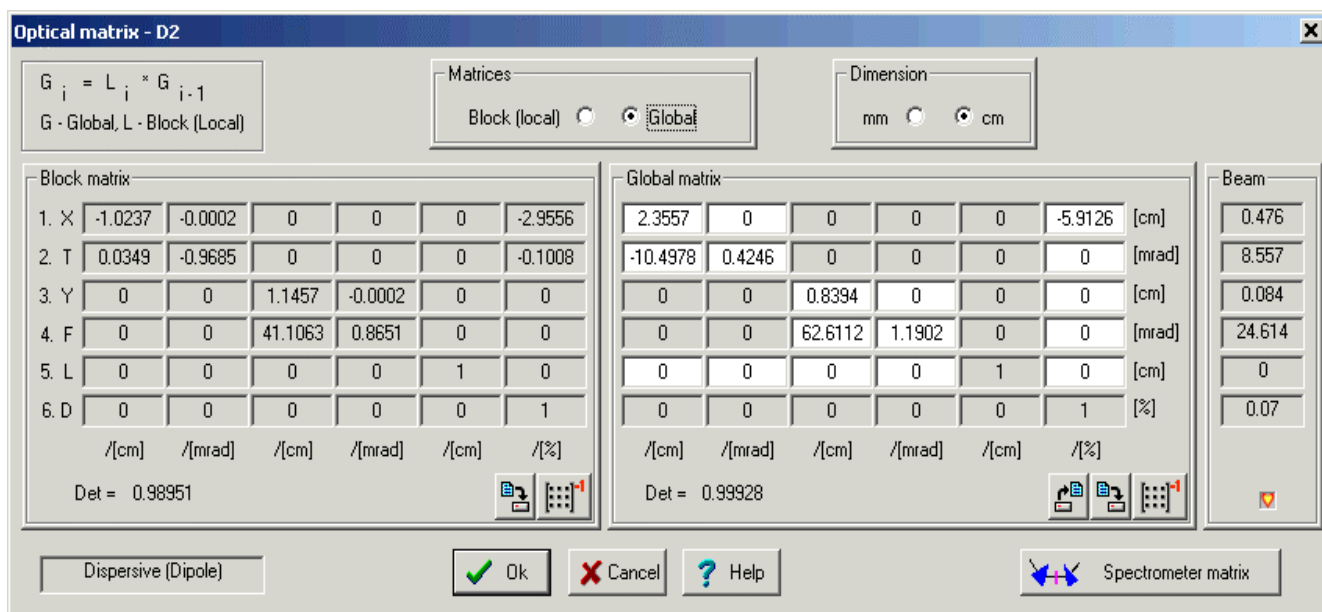 Optical matrix - D2
G i = L i * G i - 1
G - Global, L - Block (Local)
Matrices
Block (local) Global
Dimension
mm cm
Block matrix
1. X -1.0237 -0.0002 0 0 0 -2.9556
2. T 0.0349 -0.9685 0 0 0 -0.1008
3. Y 0 0 1.1457 -0.0002 0 0
4. F 0 0 41.1063 0.8651 0 0
5. L 0 0 0 0 1 0
6. D 0 0 0 0 0 1
/[cm] /[mrad] /[cm] /[mrad] /[cm] /[%]
Det = 0.98951
[:::]-1
Global matrix
2.3557 0 0 0 0 -5.9126 [cm]
-10.4978 0.4246 0 0 0 0 [mrad]
0 0 0.8394 0 0 0 [cm]
0 0 62.6112 1.1902 0 0 [mrad]
0 0 0 0 1 0 [cm]
0 0 0 0 0 1 [%]
/[cm] /[mrad] /[cm] /[mrad] /[cm] /[%]
Det = 0.99928
[:::]-1
Beam
0.476
8.557
0.084
24.614
0
0.07
Dispersive (Dipole)
Ok
Cancel
? Help
Spectrometer matrix